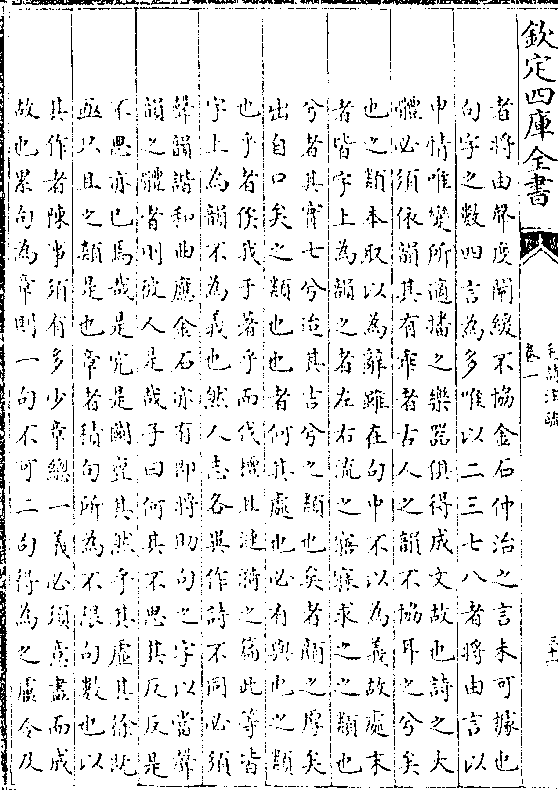 欽定四庫全書
毛詩注疏
卷一
三十二
者將由聲度闡緩不協金石仲治之言未可據也
句字之數四言為多唯以二三七八者將由言以
申情唯變所適播之樂器俱得成文故也詩之大
體必須依韻其有乖者古人之韻不協耳之兮矣
也之類本取以為辭雖在句中不以為義故處末
者皆字上為韻之者左右流之寤寐求之之類也
兮者其實七兮迨其吉兮之類也矣者顔之厚矣
出自口矣之類也也者何其處也必有與也之類
也乎者俟我于著乎而伐檀且漣漪之篇此等皆
字上為韻不為義也然人志各異作詩不同必須
聲韻諧和曲應金石亦有即將助句之字以當聲
韻之體者則彼人是哉子曰何其不思其反反是
不思亦已焉哉是究是圖亶其然乎其虛其徐既
亟只且之類是也章者積句所為不限句數也以
其作者陳事須有多少章總一義必須意盡而成
故也累句為章則一句不可二句得為之盧令及